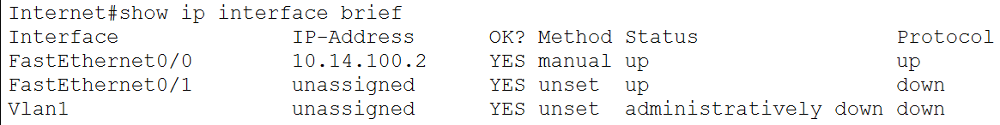 Internet#show ip interface brief
Interface IP-Address OK? Method Status Protocol
FastEthernet0/0 10.14.100.2 YES manual up up
FastEthernet0/1 unassigned YES unset up down
Vlan1 unassigned YES unset administratively down down